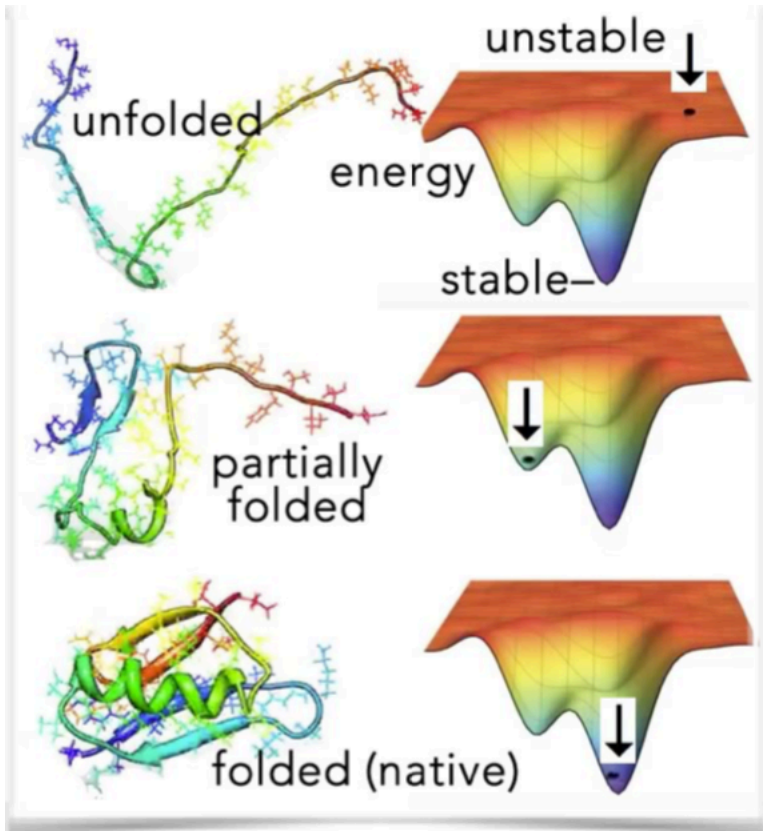 unstable
unfolded
energy
stable–
partially
folded
folded (native)